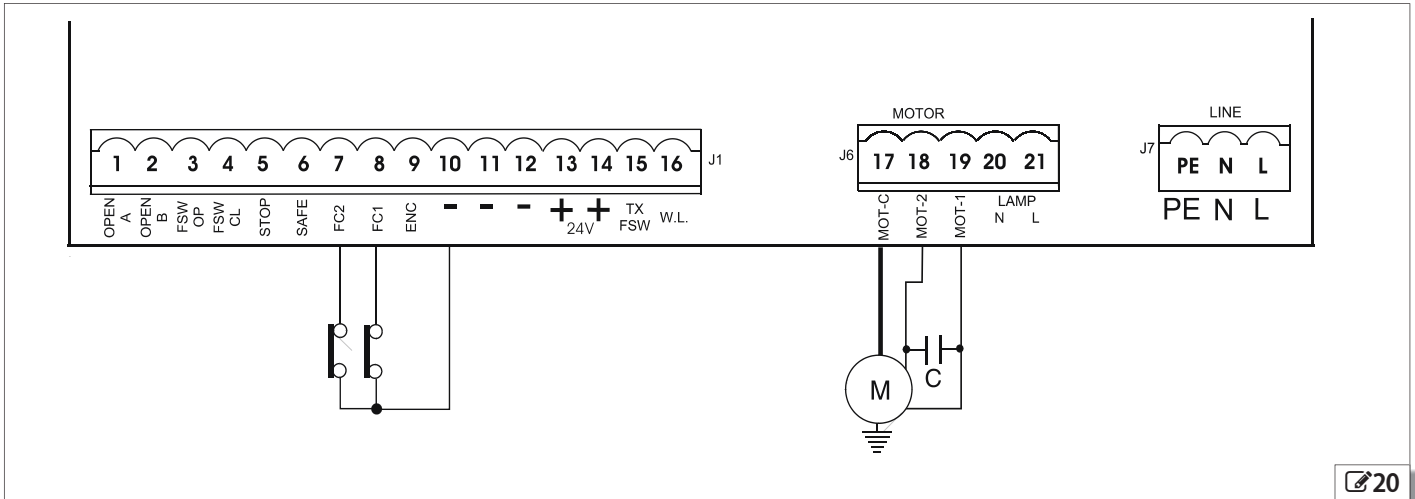 MOTOR
LINE
1 2 3 4 5 6 7 8 9 10 11 12 13 14 15 16 J1
J6 17 18 19 20 21
J7 PE N L
OPEN A
OPEN B
FSW OP
FSW CL
STOP
SAFE
FC2
FC1
ENC
- - - + +
24V
TX FSW
W.L.
MOT-C
MOT-2
MOT-1
LAMP
N L
PE N L
M
C
20